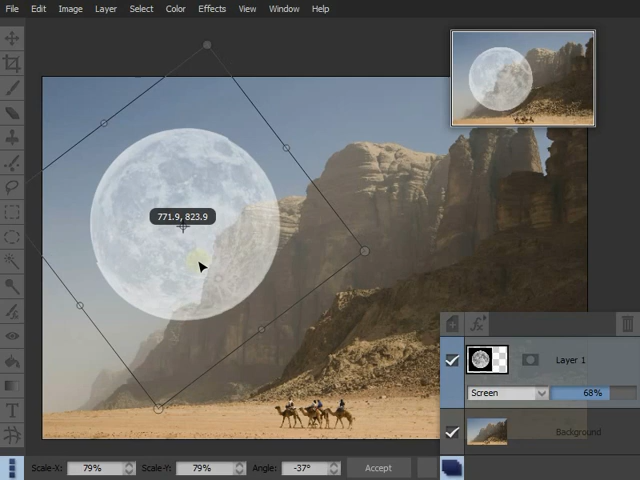 File Edit Image Layer Select Color Effects View Window Help
771.9, 823.9
Layer 1
Screen 68%
Background
Scale-X: 79% Scale-Y: 79% Angle: -37° Accept